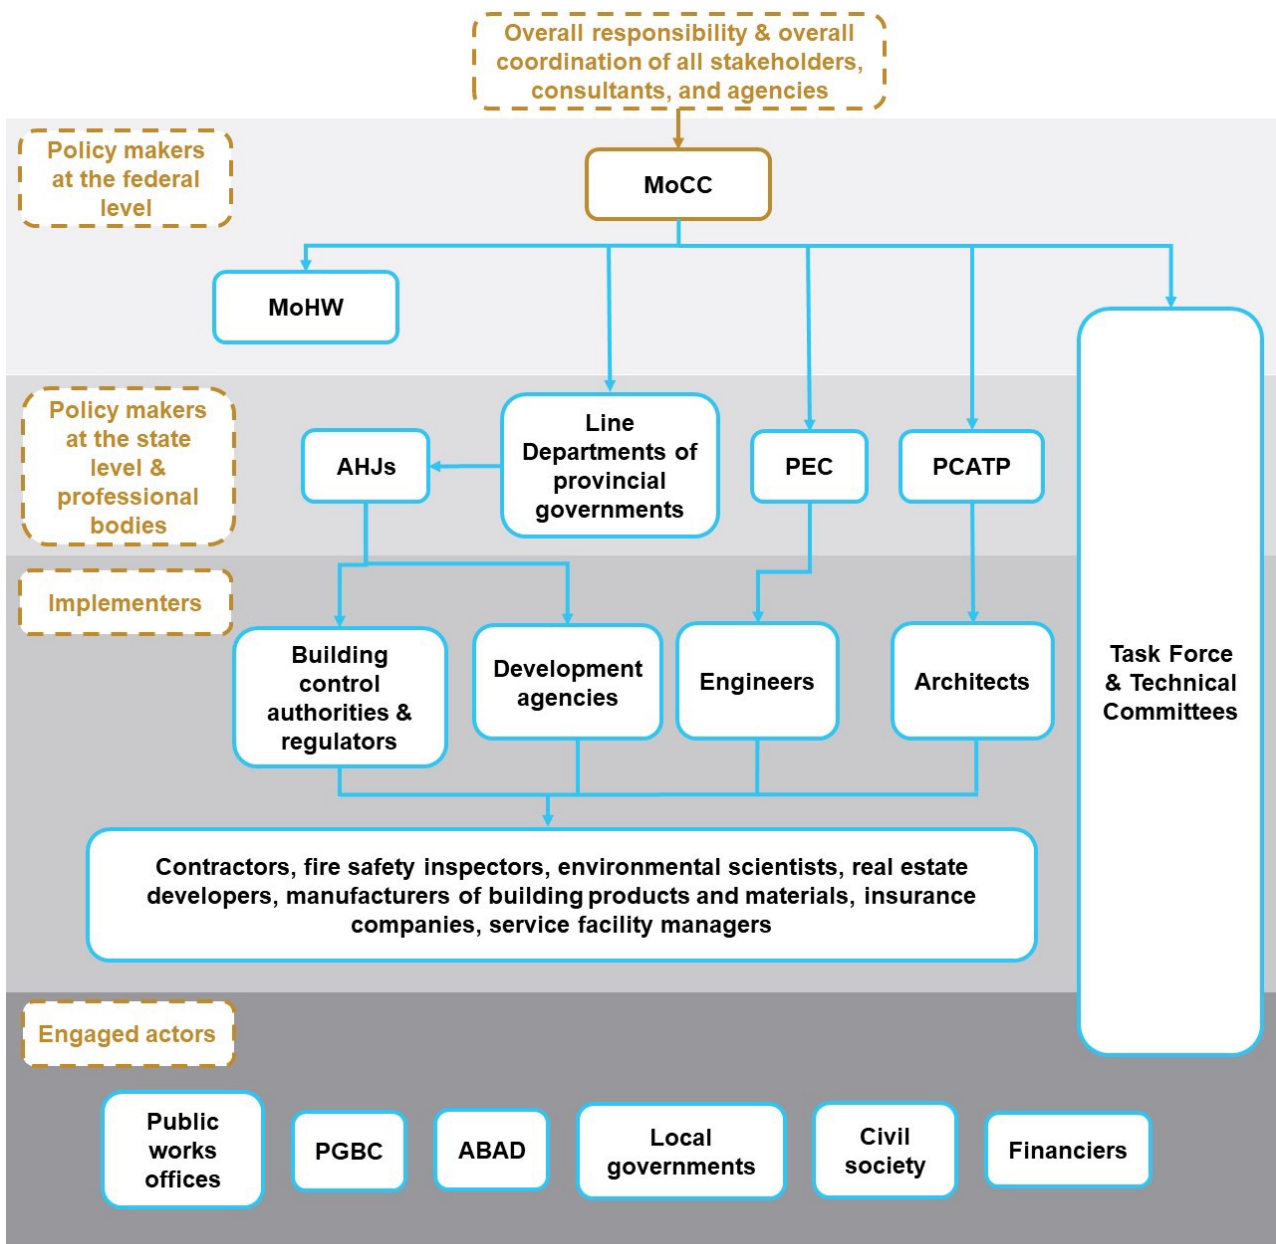 Overall responsibility & overall
coordination of all stakeholders,
consultants, and agencies
Policy makers
at the federal
level
MoCC
MoHW
Policy makers
at the state
level &
professional
bodies
AHJs
Line
Departments of
provincial
governments
PEC
PCATP
Task Force
& Technical
Committees
Implementers
Building
control
authorities &
regulators
Development
agencies
Engineers
Architects
Contractors, fire safety inspectors, environmental scientists, real estate
developers, manufacturers of building products and materials, insurance
companies, service facility managers
Engaged actors
Public
works
offices
PGBC
ABAD
Local
governments
Civil
society
Financiers